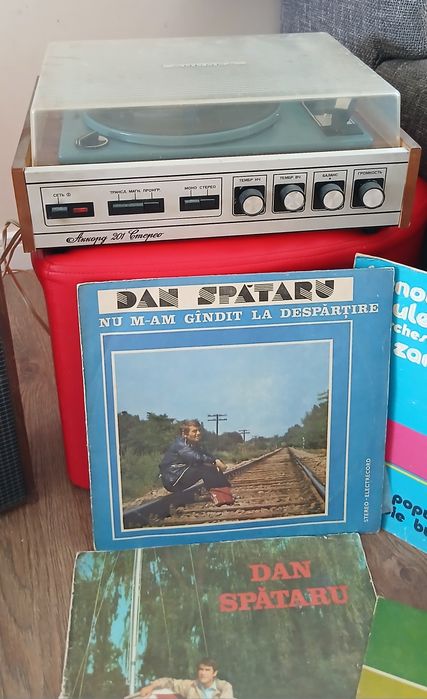 СЕТЬ
ТРАНСЛ. МАГН. ПРОИГР.
МОНО СТЕРЕО
ТЕМБР НЧ
ТЕМБР ВЧ
БАЛАНС
ГРОМКОСТЬ
Аккорд 201 Стерео
DAN SPĂTARU
NU M-AM GÎNDIT LA DESPĂRȚIRE
STEREO-ELECTRECORD
DAN
SPĂTARU
popu